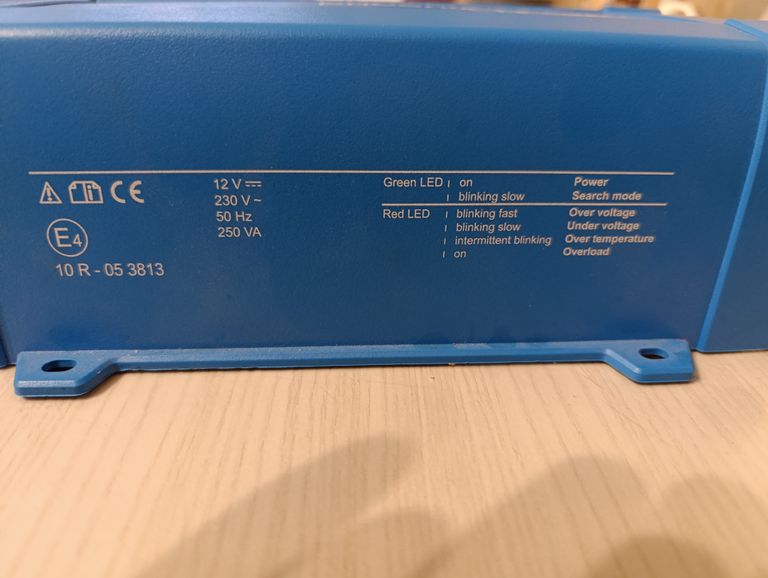 CE
12 V
230 V ~
50 Hz
250 VA
E4
10 R - 05 3813
Green LED | on Power
| blinking slow Search mode
Red LED | blinking fast Over voltage
| blinking slow Under voltage
| intermittent blinking Over temperature
| on Overload